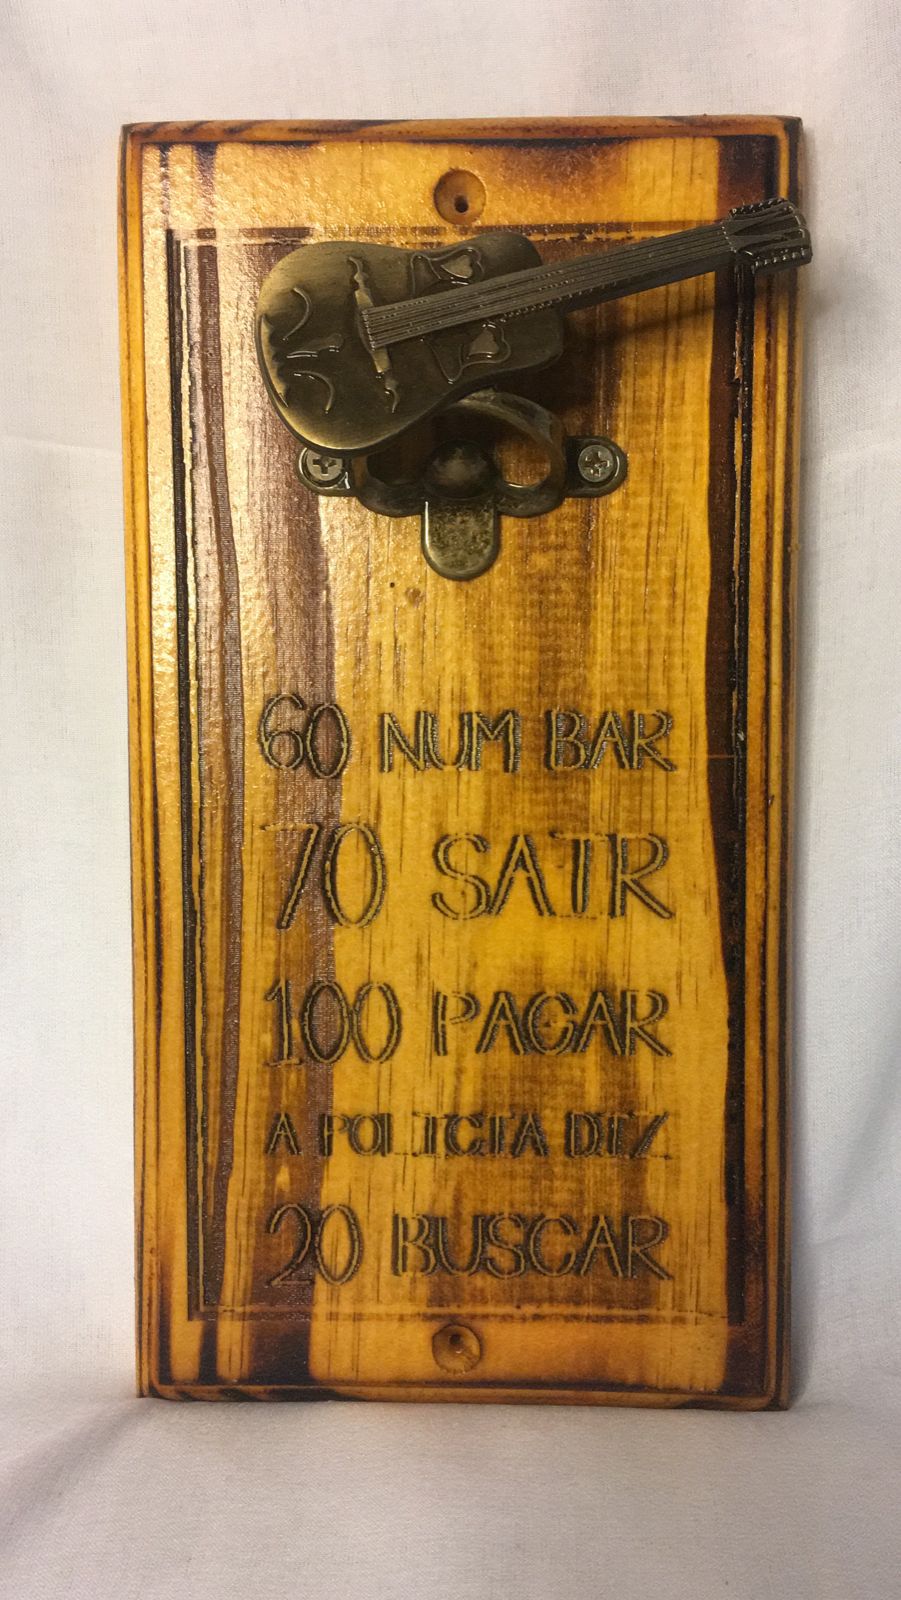 60 NUM BAR
70 SAIR
100 PAGAR
A POLICIA DIZ
20 BUSCAR